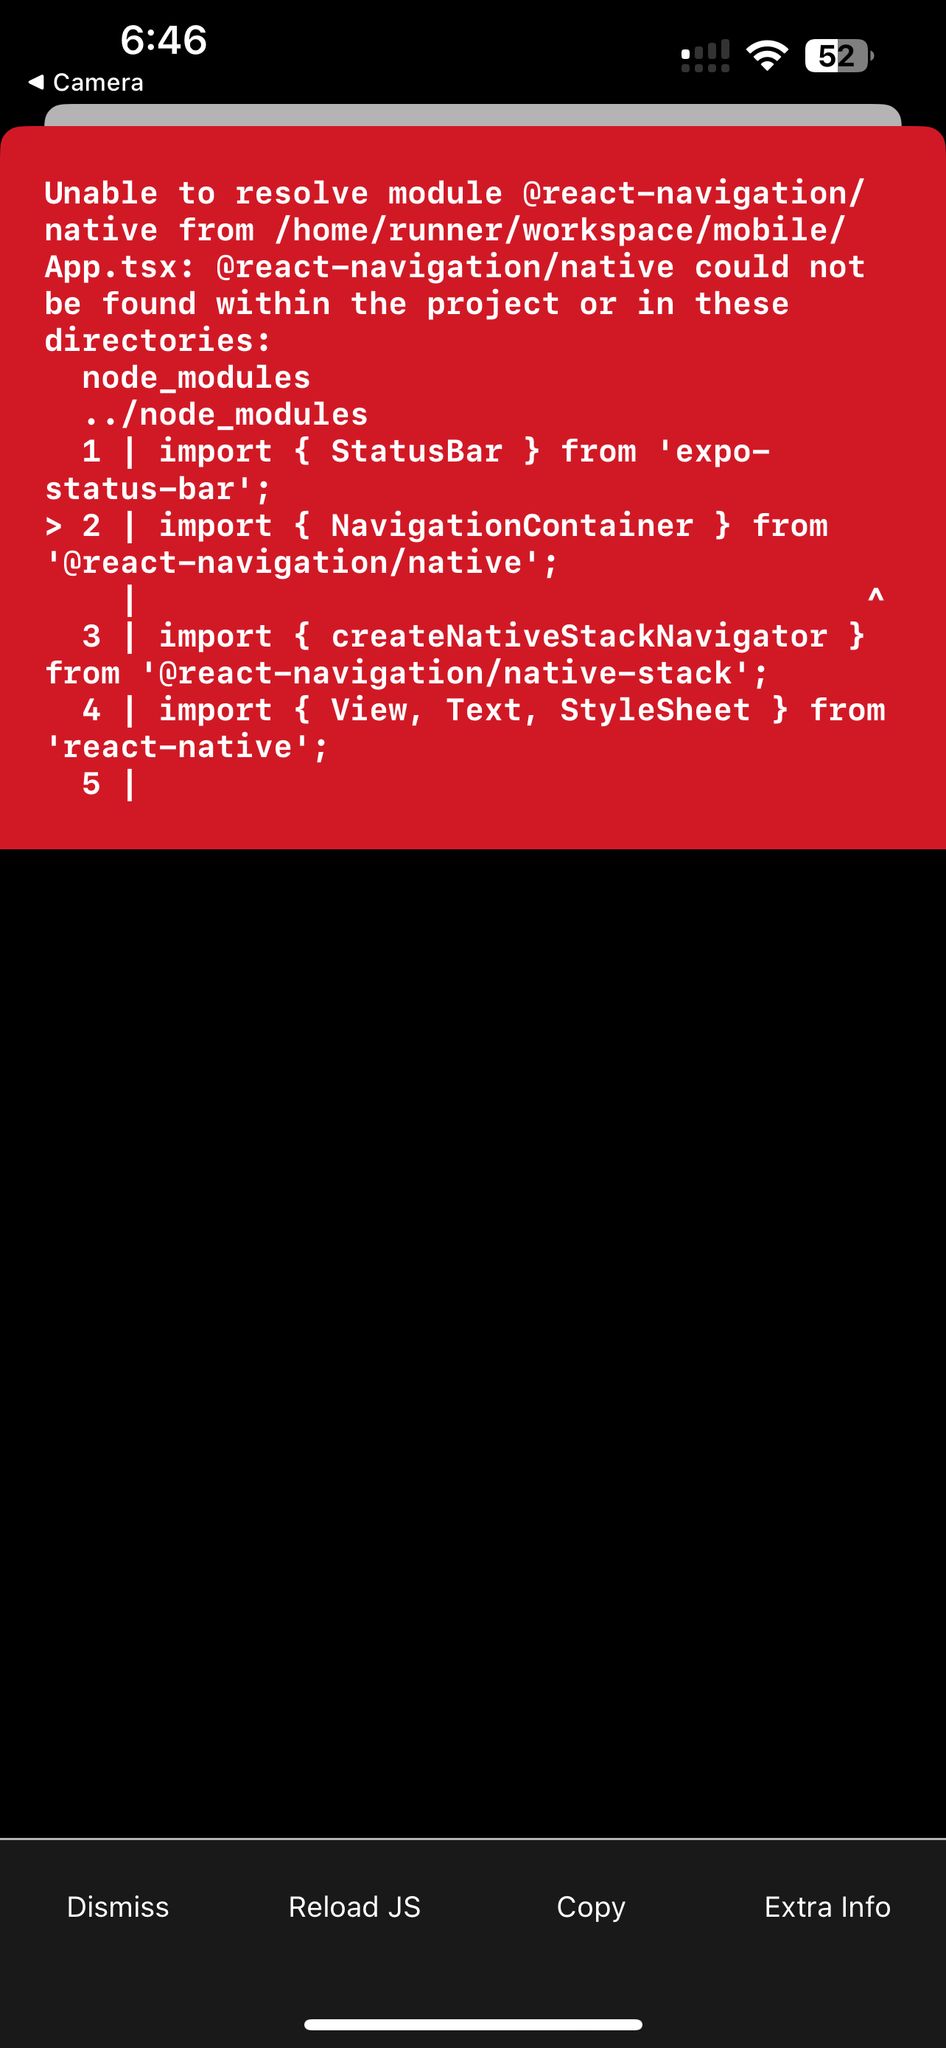 6:46
52
◀ Camera
Unable to resolve module @react-navigation/
native from /home/runner/workspace/mobile/
App.tsx: @react-navigation/native could not
be found within the project or in these
directories:
  node_modules
  ../node_modules
  1 | import { StatusBar } from 'expo-
status-bar';
> 2 | import { NavigationContainer } from
'@react-navigation/native';
    |                                       ^
  3 | import { createNativeStackNavigator }
from '@react-navigation/native-stack';
  4 | import { View, Text, StyleSheet } from
'react-native';
  5 |
Dismiss
Reload JS
Copy
Extra Info